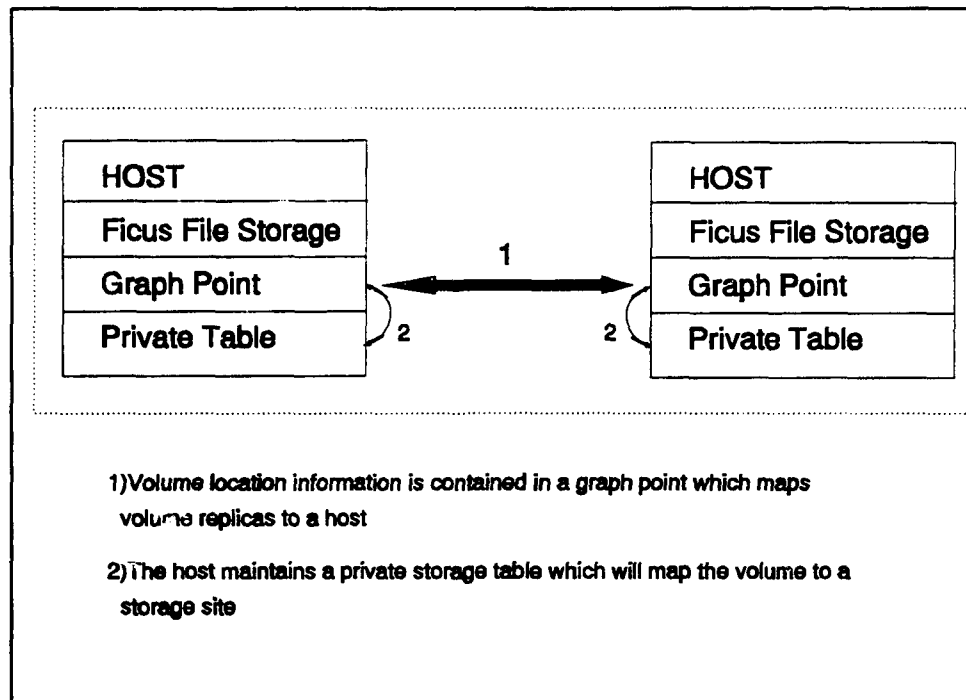 HOST
Ficus File Storage
Graph Point
Private Table
1
2
2
HOST
Ficus File Storage
Graph Point
Private Table
1)Volume location information is contained in a graph point which maps
volume replicas to a host
2)The host maintains a private storage table which will map the volume to a
storage site